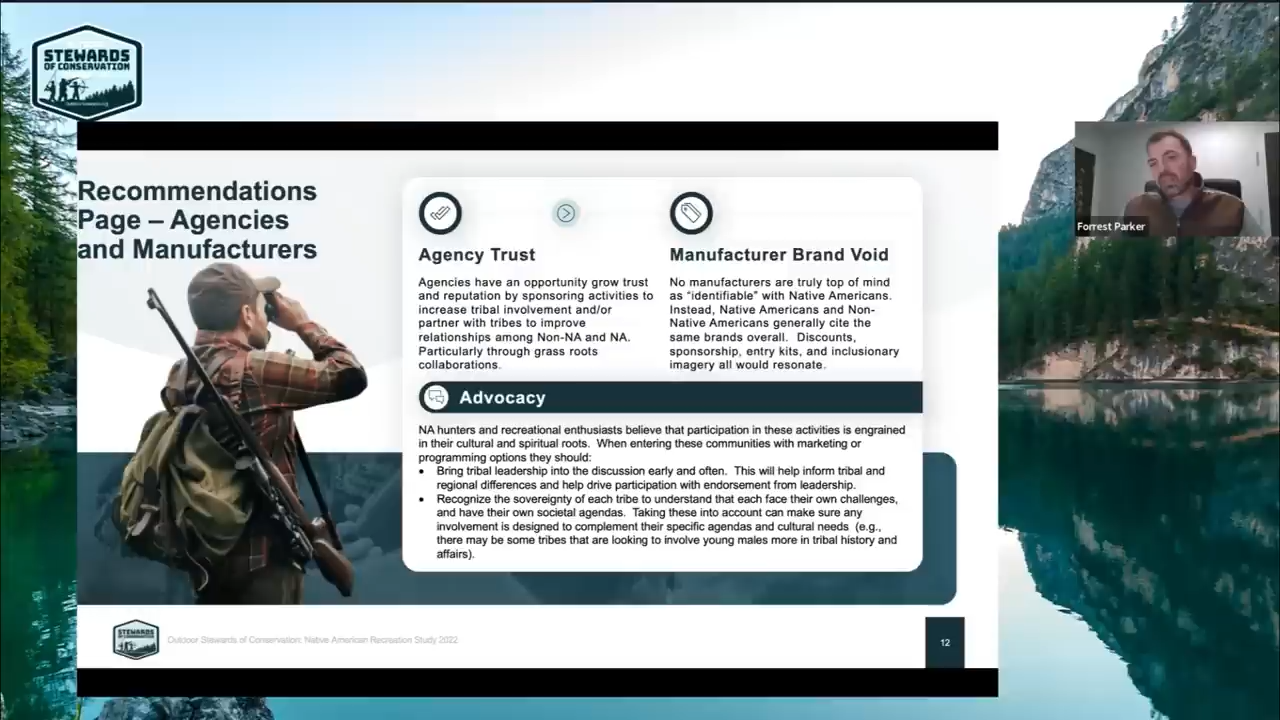 STEWARDS
OF CONSERVATION
Recommendations
Page – Agencies
and Manufacturers
Agency Trust
Agencies have an opportunity grow trust
and reputation by sponsoring activities to
increase tribal involvement and/or
partner with tribes to improve
relationships among Non-NA and NA.
Particularly through grass roots
collaborations.
Manufacturer Brand Void
No manufacturers are truly top of mind
as “identifiable” with Native Americans.
Instead, Native Americans and Non-
Native Americans generally cite the
same brands overall. Discounts,
sponsorship, entry kits, and inclusionary
imagery all would resonate.
Advocacy
NA hunters and recreational enthusiasts believe that participation in these activities is engrained
in their cultural and spiritual roots. When entering these communities with marketing or
programming options they should:
• Bring tribal leadership into the discussion early and often. This will help inform tribal and
regional differences and help drive participation with endorsement from leadership.
• Recognize the sovereignty of each tribe to understand that each face their own challenges,
and have their own societal agendas. Taking these into account can make sure any
involvement is designed to complement their specific agendas and cultural needs (e.g.,
there may be some tribes that are looking to involve young males more in tribal history and
affairs).
STEWARDS
OF CONSERVATION
Outdoor Stewards of Conservation: Native American Recreation Study 2022
12
Forrest Parker